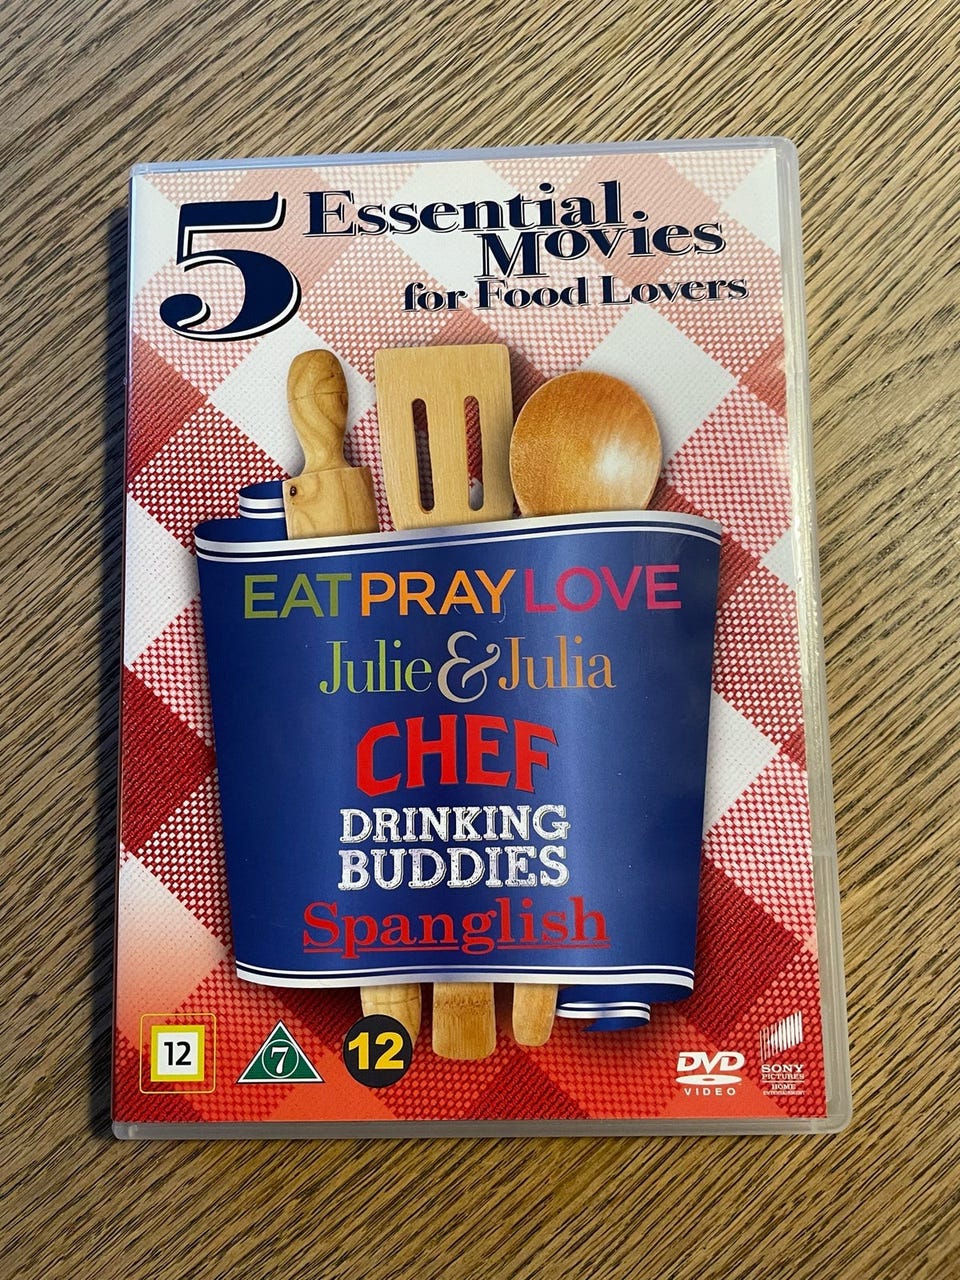 5 Essential
Movies
for Food Lovers
EAT PRAY LOVE
Julie & Julia
CHEF
DRINKING
BUDDIES
Spanglish
12
7
12
DVD
VIDEO
SONY
PICTURES
HOME
ENTERTAINMENT